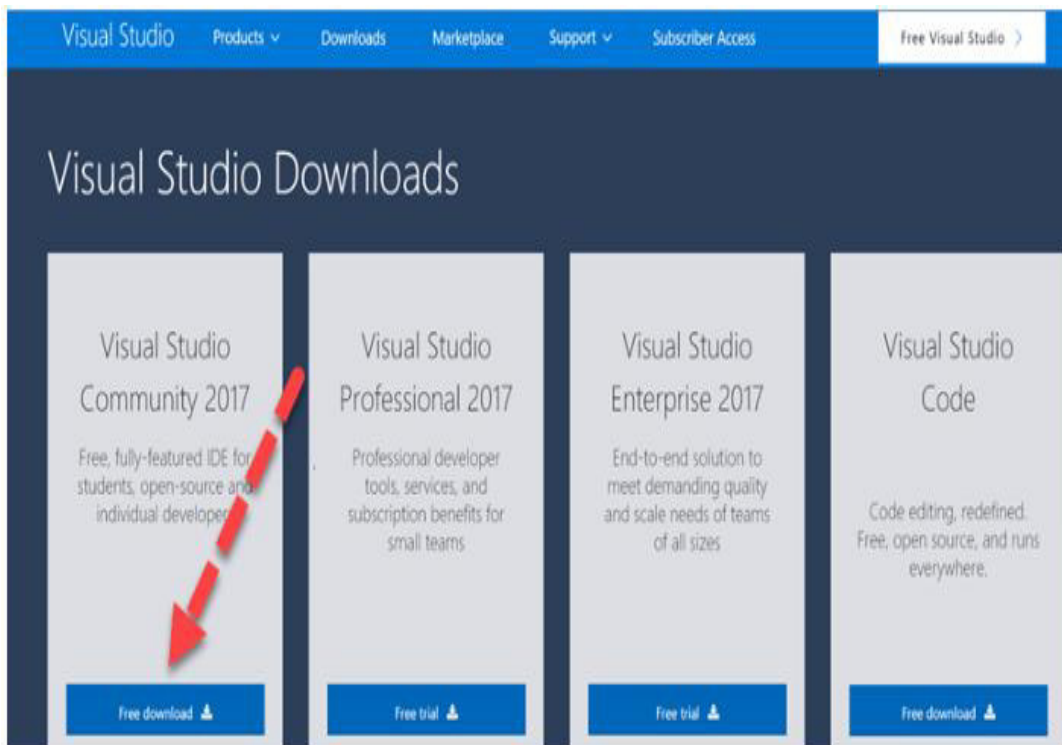 Visual Studio Products Downloads Marketplace Support Subscriber Access Free Visual Studio
Visual Studio Downloads
Visual Studio
Community 2017
Free, fully-featured IDE for
students, open-source and
individual developers
Free download
Visual Studio
Professional 2017
Professional developer
tools, services, and
subscription benefits for
small teams
Free trial
Visual Studio
Enterprise 2017
End-to-end solution to
meet demanding quality
and scale needs of teams
of all sizes
Free trial
Visual Studio
Code
Code editing, redefined.
Free, open source, and runs
everywhere.
Free download